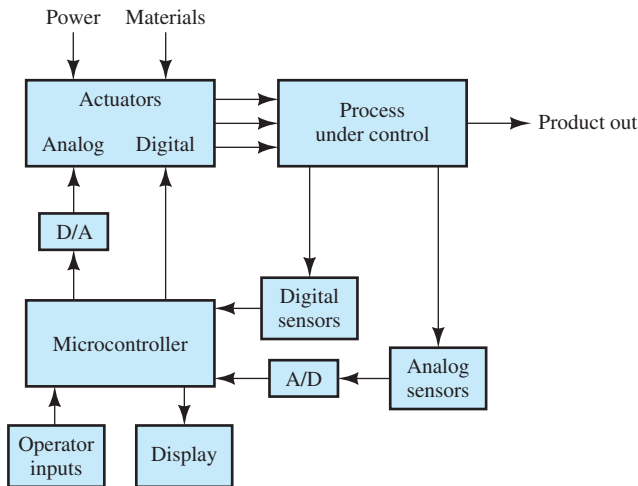 Power Materials
Actuators
Analog Digital
Process
under control
Product out
D/A
Digital
sensors
Microcontroller
A/D
Analog
sensors
Operator
inputs
Display